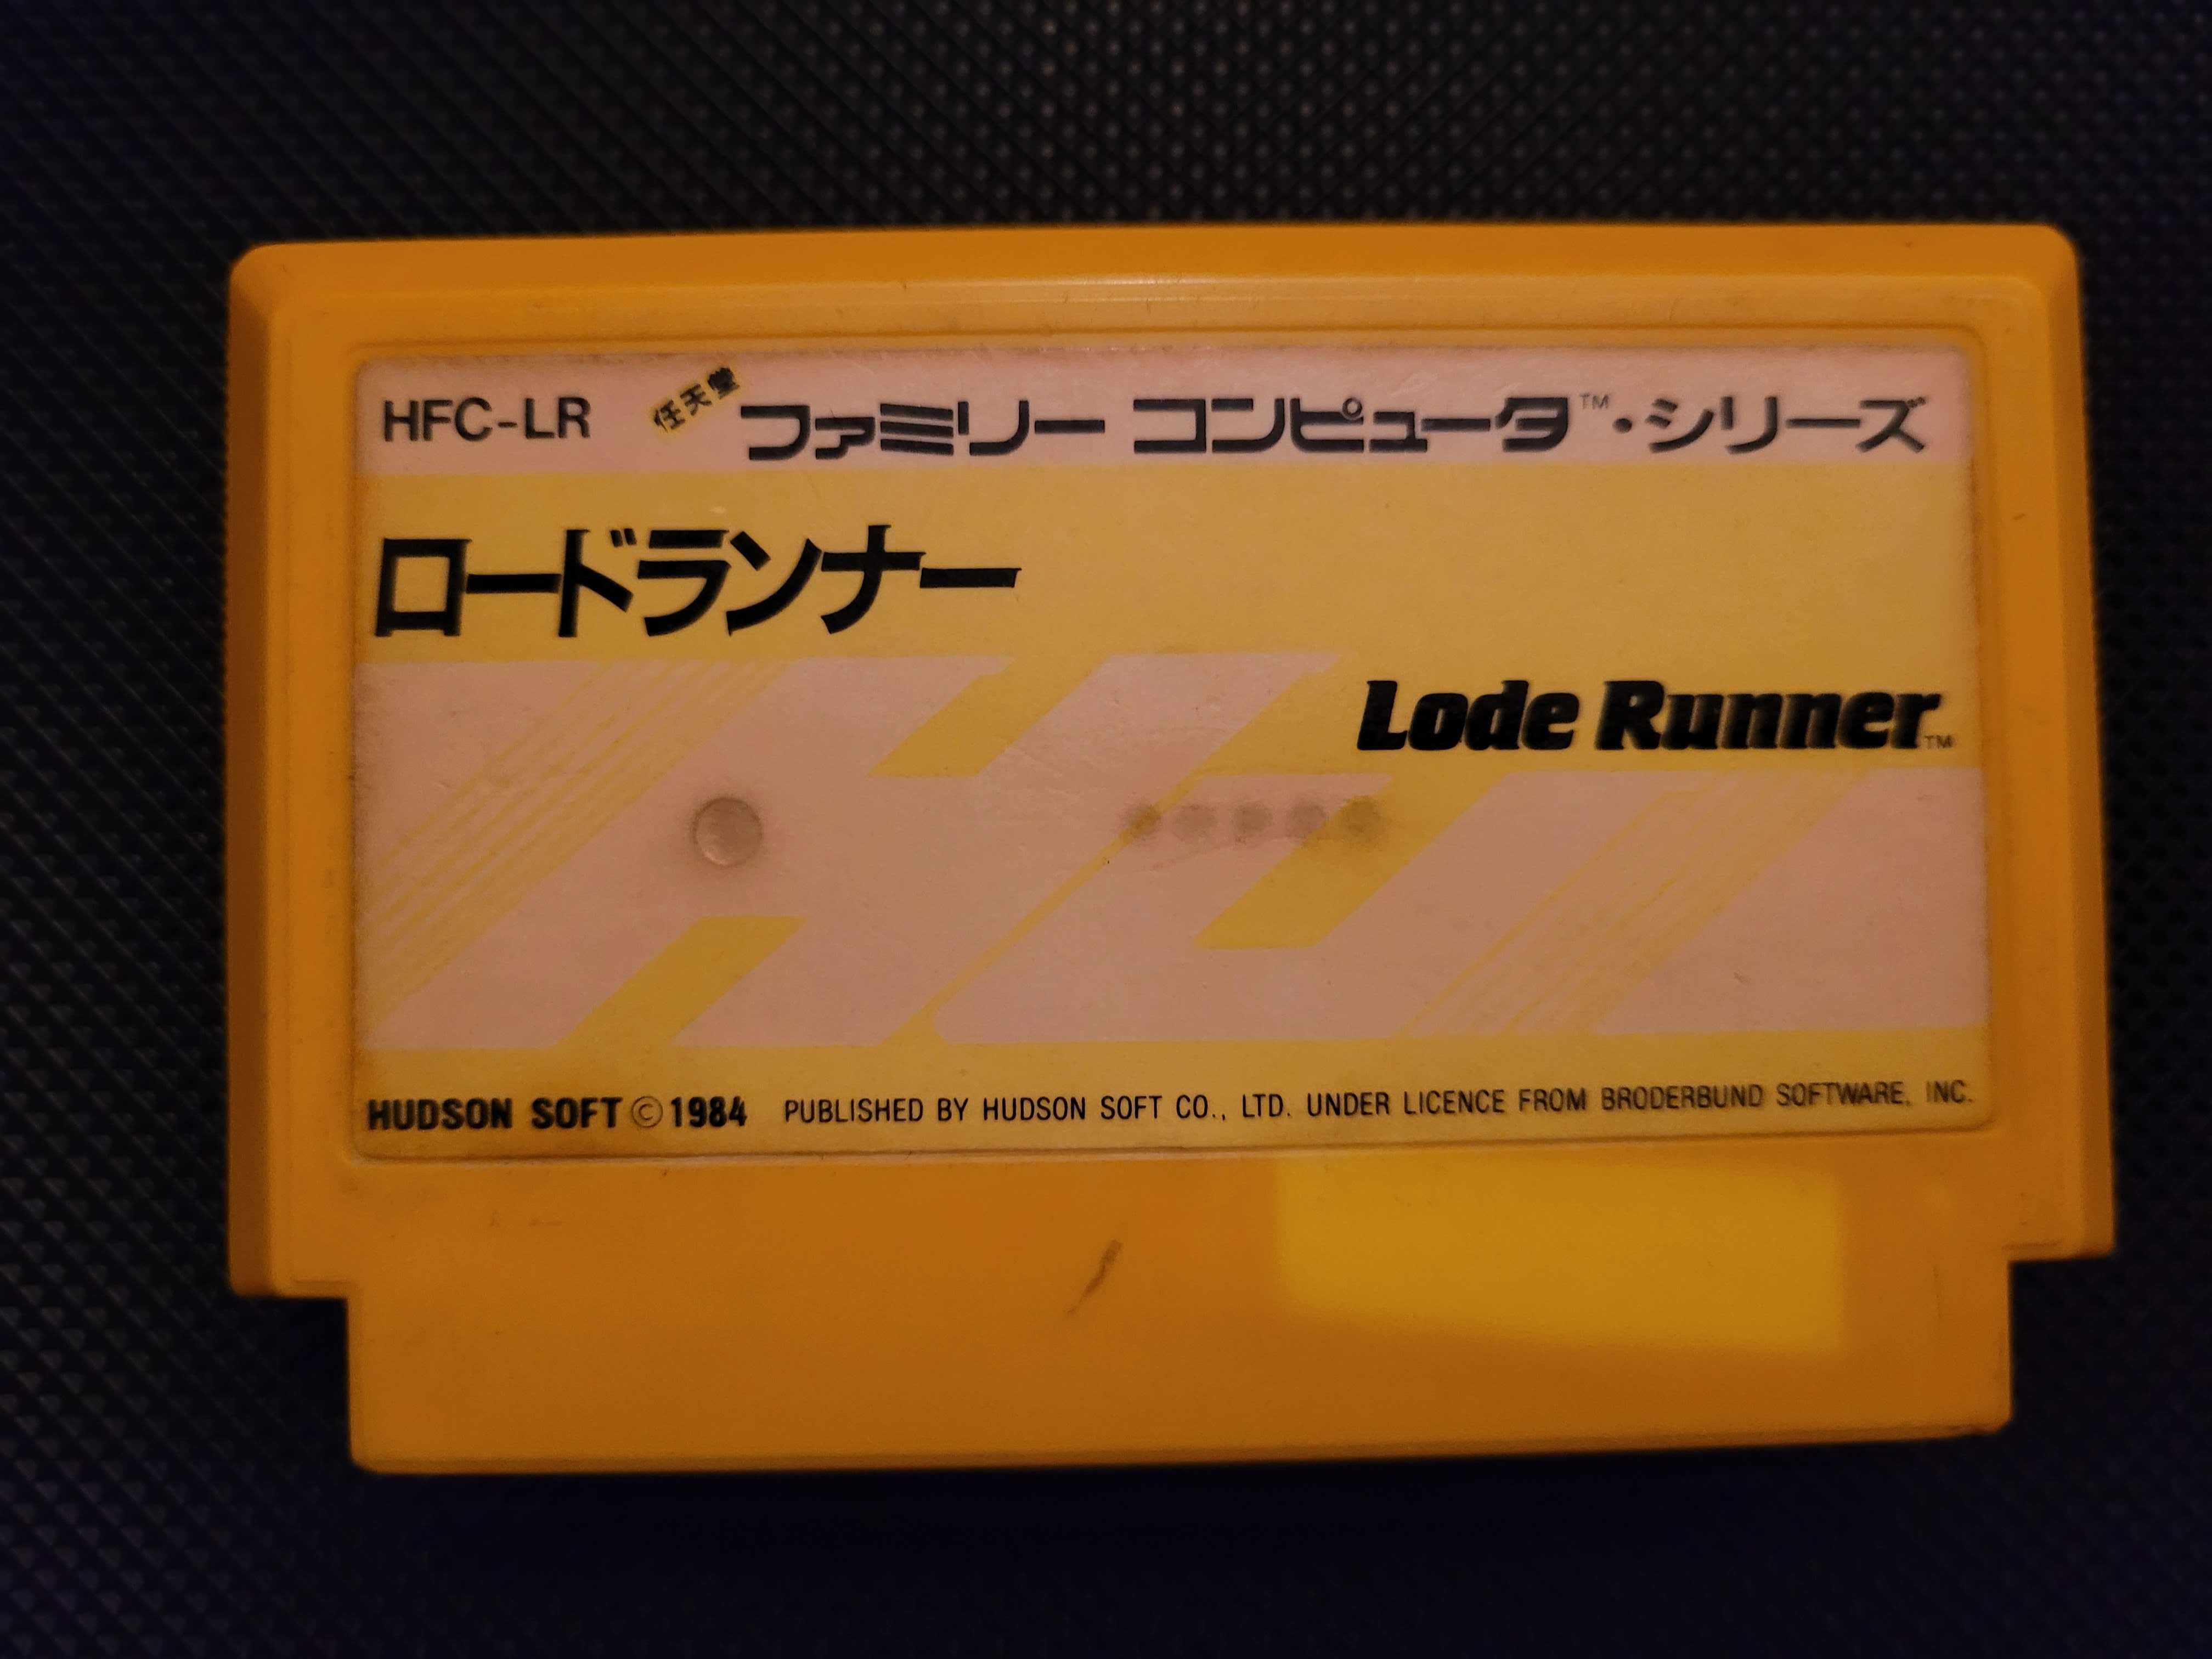 HFC-LR 任天堂 ファミリー コンピュータ™・シリーズ
ロードランナー
Lode Runner™
HUDSON SOFT © 1984 PUBLISHED BY HUDSON SOFT CO., LTD. UNDER LICENCE FROM BRODERBUND SOFTWARE, INC.